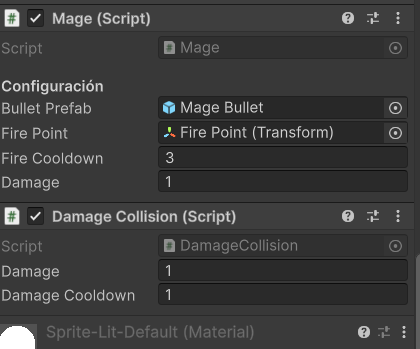 Mage (Script)
Script Mage
Configuración
Bullet Prefab Mage Bullet
Fire Point Fire Point (Transform)
Fire Cooldown 3
Damage 1
Damage Collision (Script)
Script DamageCollision
Damage 1
Damage Cooldown 1
Sprite-Lit-Default (Material)